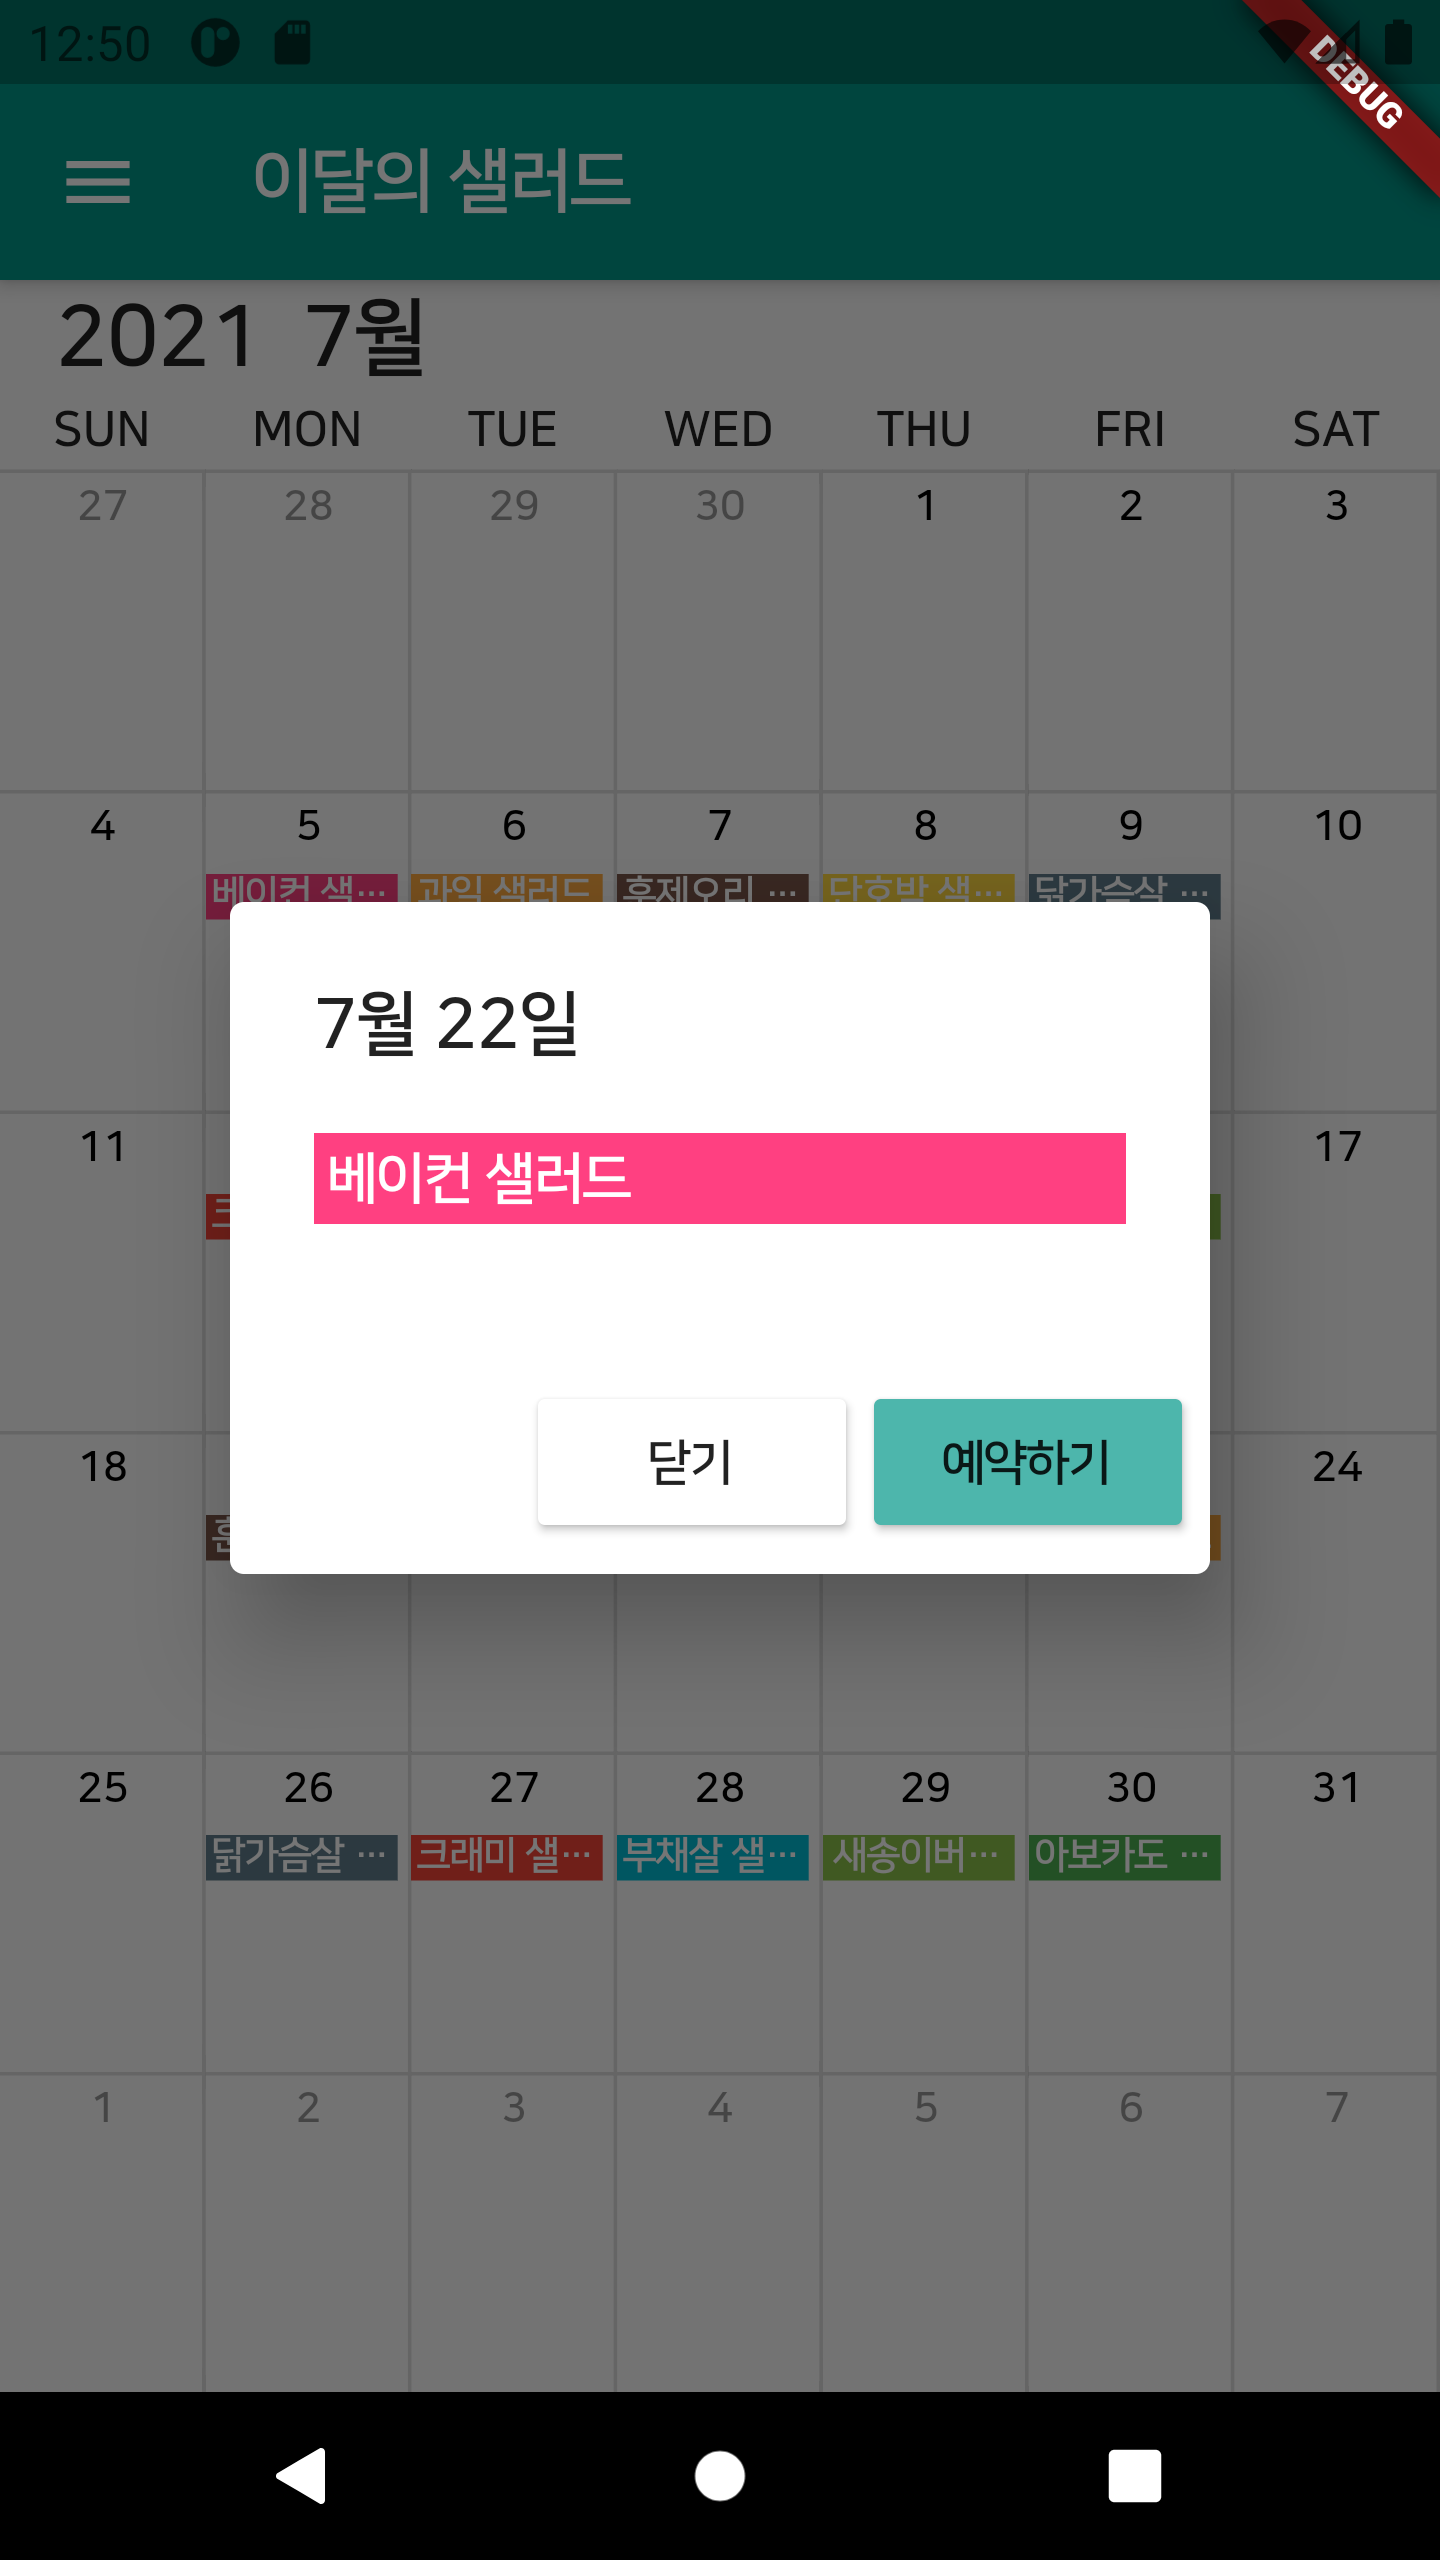 12:50
DEBUG
이달의 샐러드
2021 7월
SUN MON TUE WED THU FRI SAT
27 28 29 30 1 2 3
4 5 6 7 8 9 10
베이컨 샐… 과일 샐러드 훈제오리 … 단호박 샐… 닭가슴살 …
7월 22일
11 17
베이컨 샐러드
18 24
닫기 예약하기
25 26 27 28 29 30 31
닭가슴살 … 크래미 샐… 부채살 샐… 새송이버… 아보카도 …
1 2 3 4 5 6 7